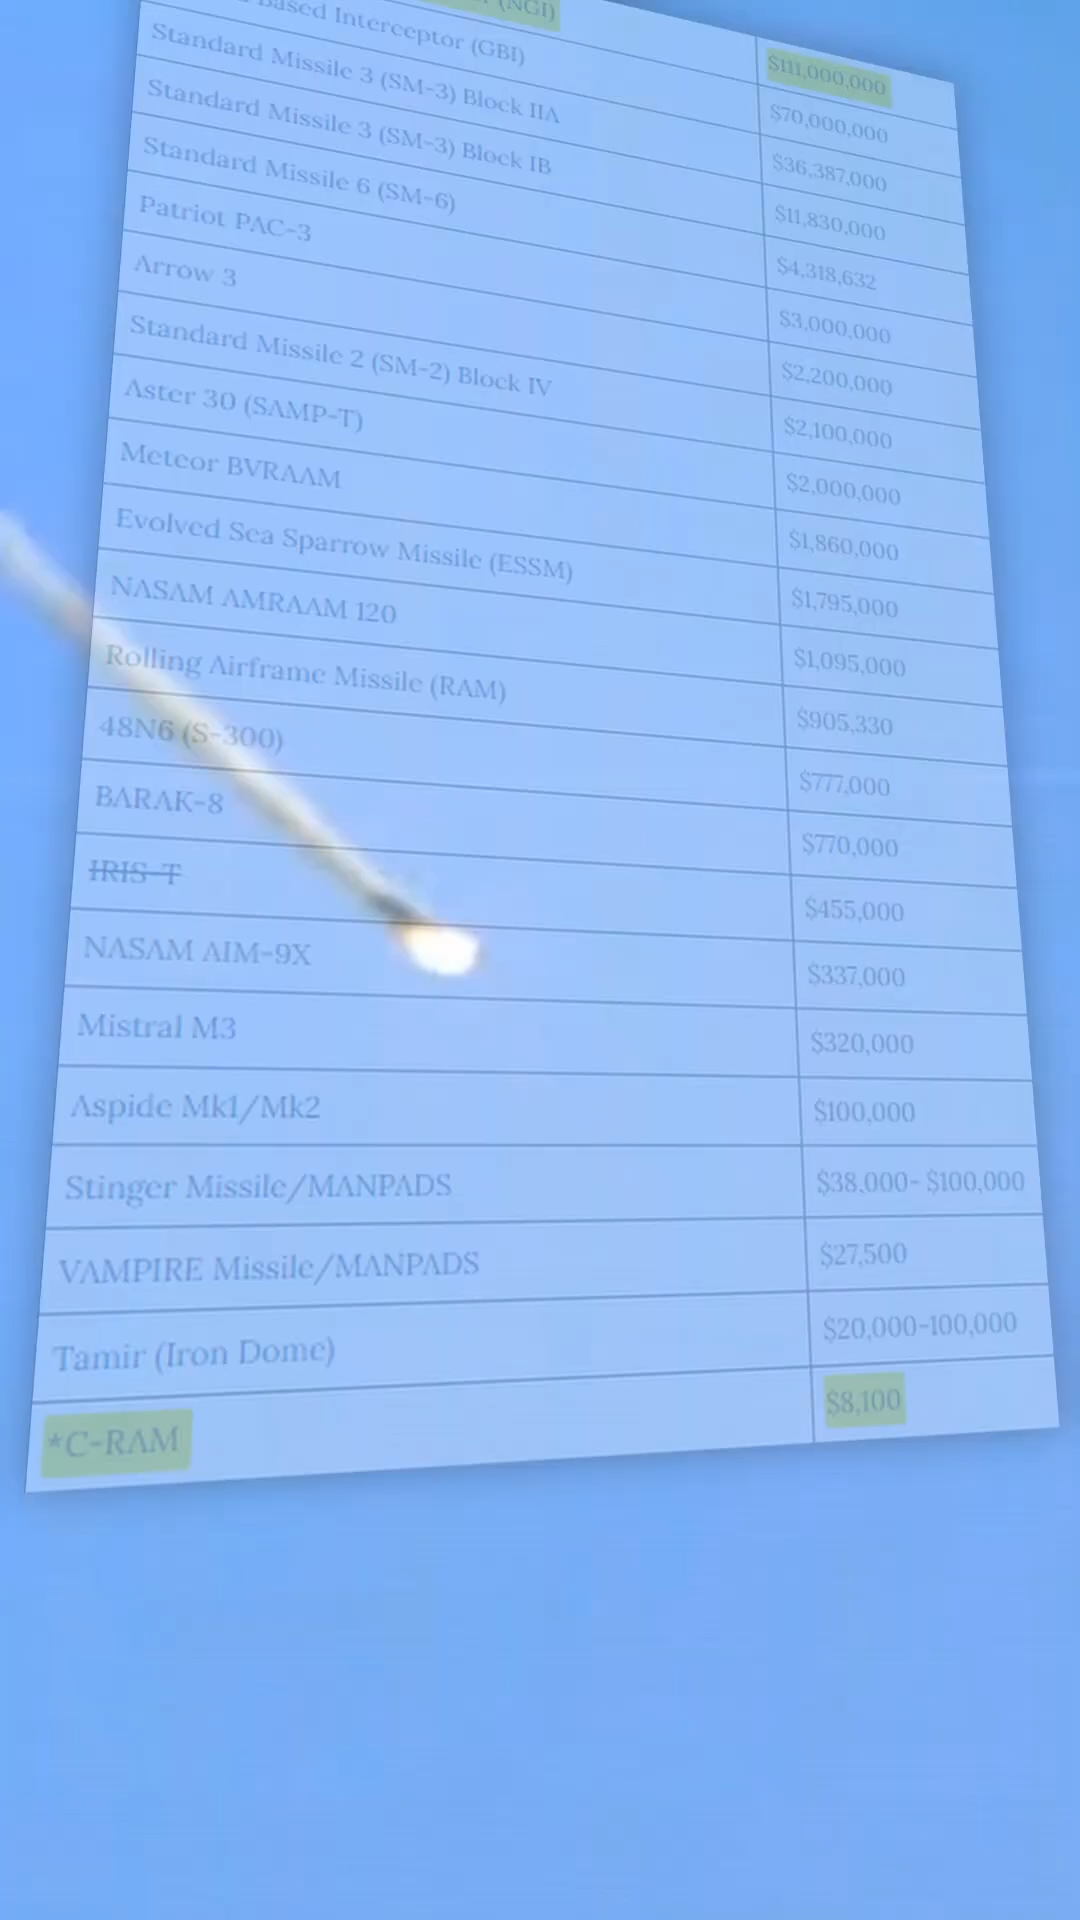 (NGI) $111,000,000
Based Interceptor (GBI) $70,000,000
Standard Missile 3 (SM-3) Block IIA $36,387,000
Standard Missile 3 (SM-3) Block IB $11,830,000
Standard Missile 6 (SM-6) $4,318,632
Patriot PAC-3 $3,000,000
Arrow 3 $2,200,000
Standard Missile 2 (SM-2) Block IV $2,100,000
Aster 30 (SAMP-T) $2,000,000
Meteor BVRAAM $1,860,000
Evolved Sea Sparrow Missile (ESSM) $1,795,000
NASAM AMRAAM 120 $1,095,000
Rolling Airframe Missile (RAM) $905,330
48N6 (S-300) $777,000
BARAK-8 $770,000
IRIS-T $455,000
NASAM AIM-9X $337,000
Mistral M3 $320,000
Aspide Mk1/Mk2 $100,000
Stinger Missile/MANPADS $38,000- $100,000
VAMPIRE Missile/MANPADS $27,500
Tamir (Iron Dome) $20,000-100,000
*C-RAM $8,100